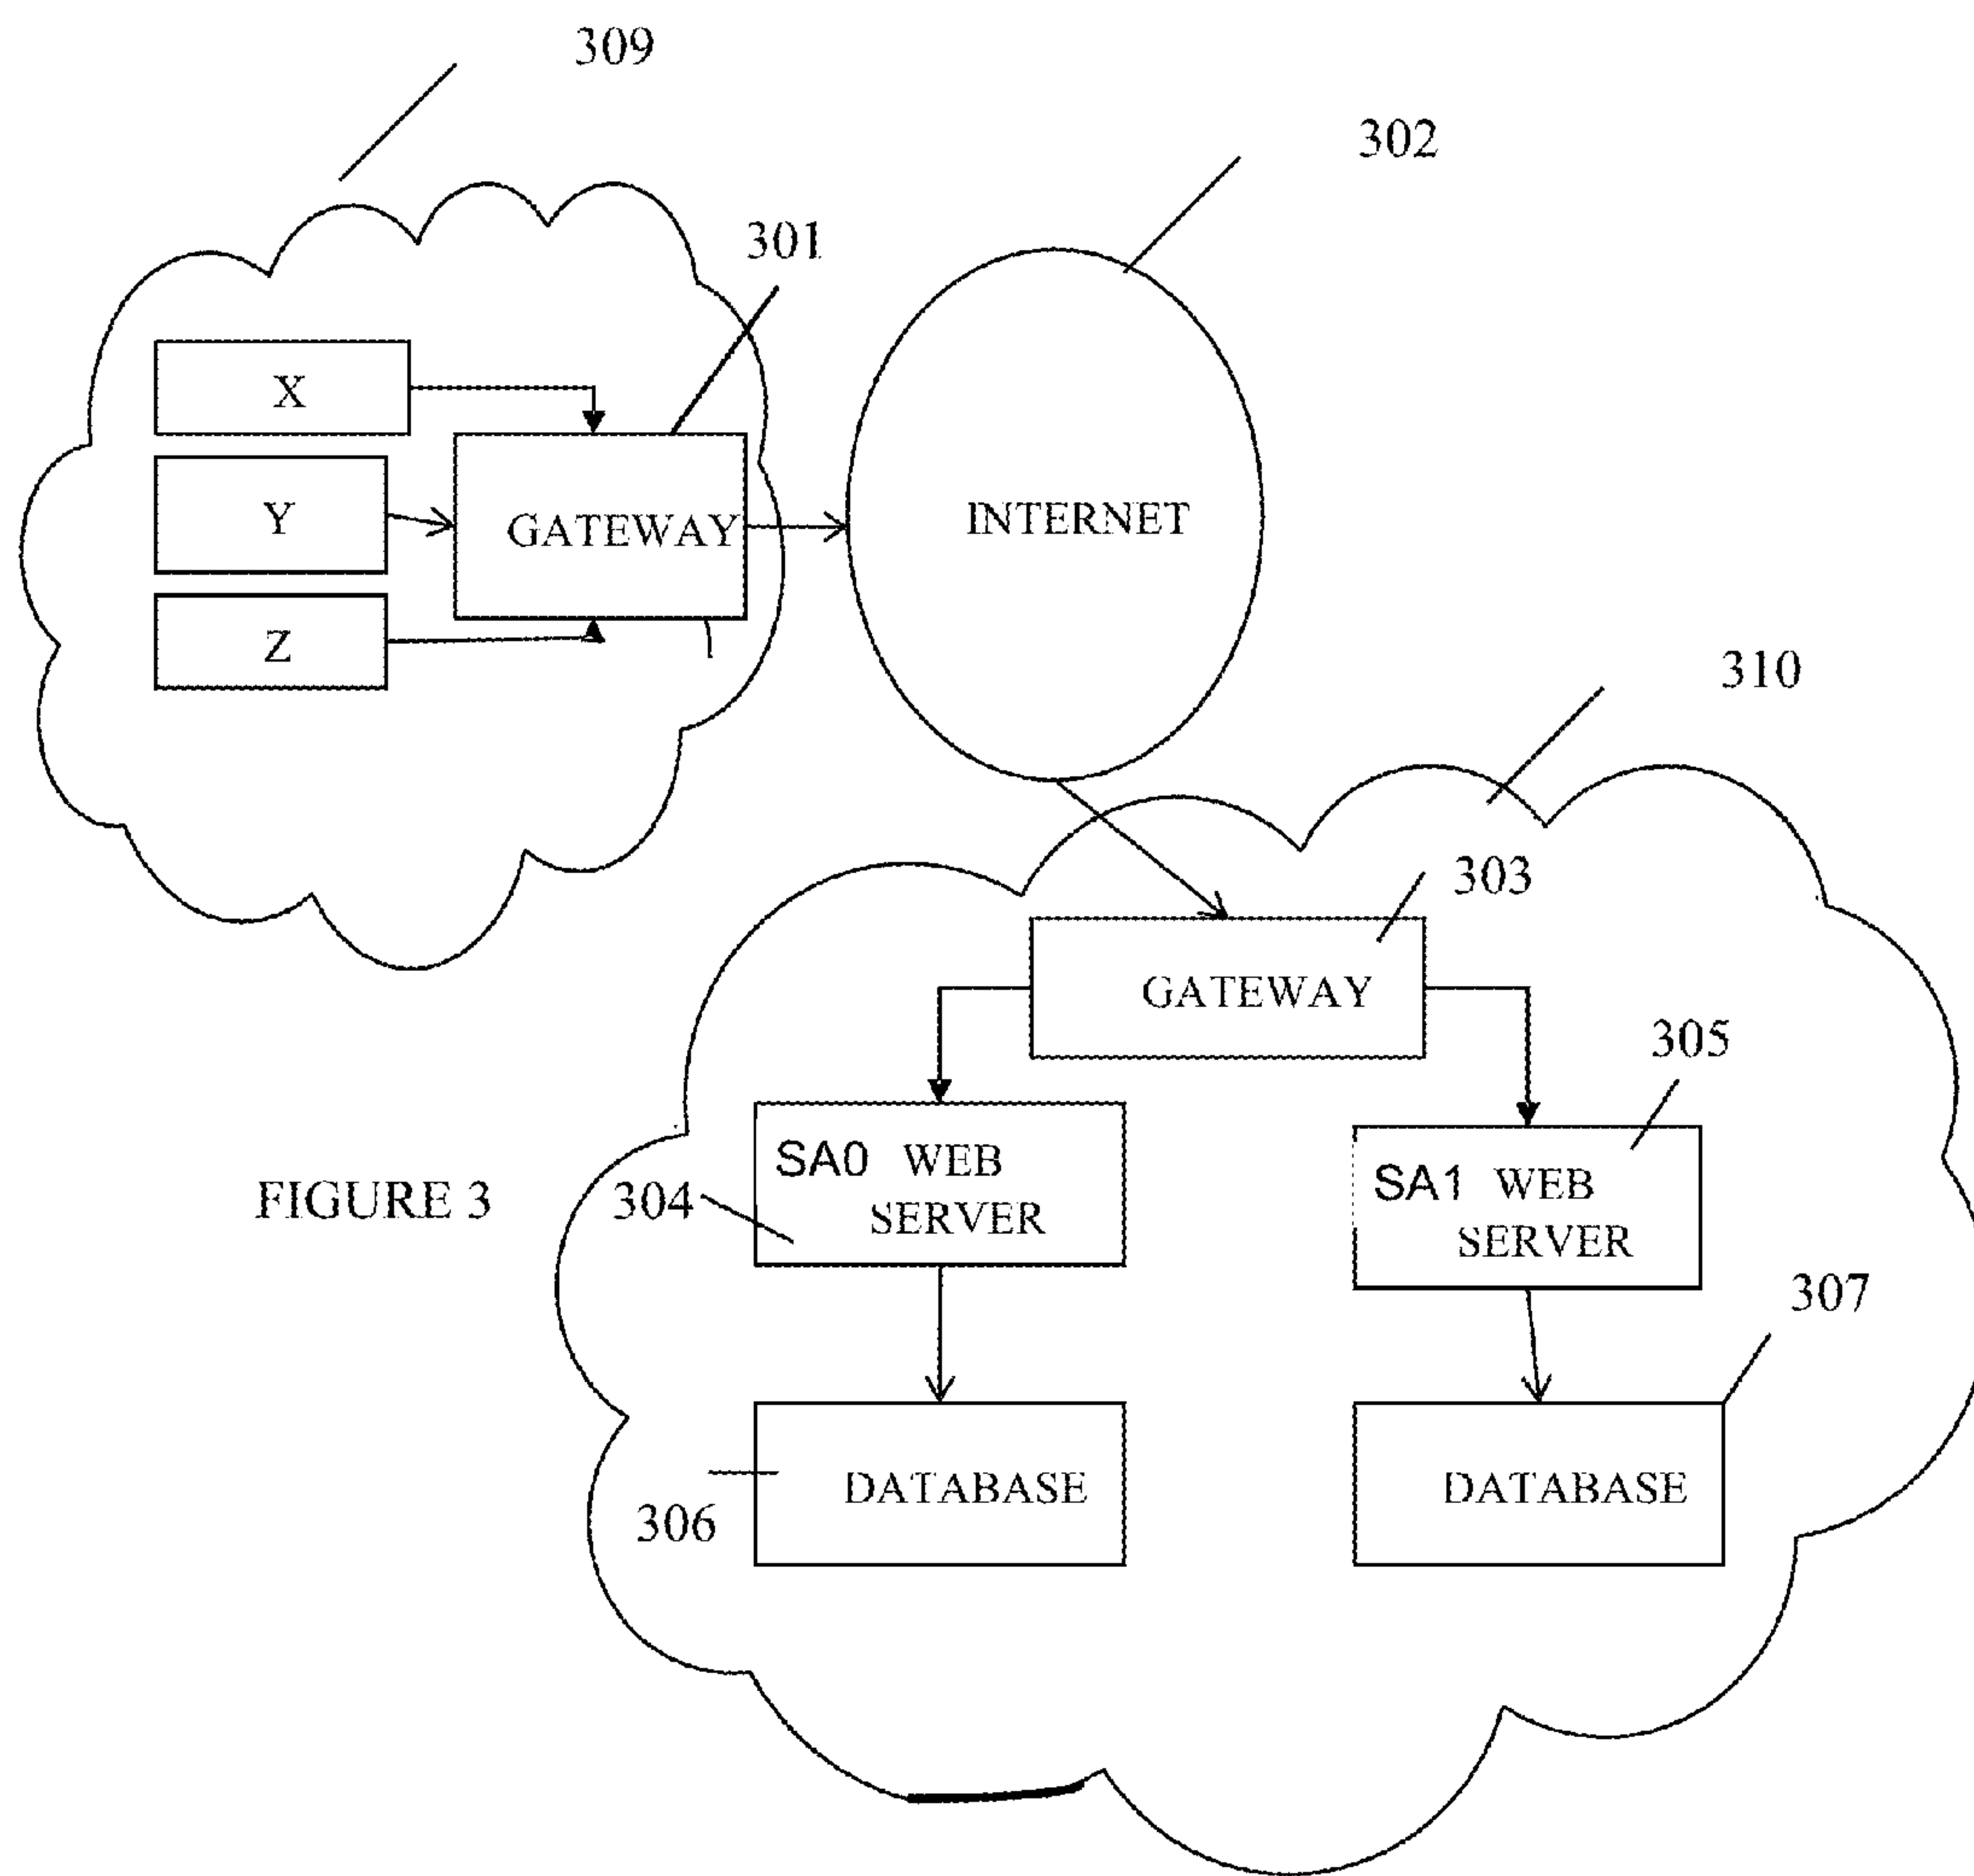 309
302
301
X
Y
GATEWAY
INTERNET
Z
310
303
GATEWAY
305
SA0 WEB
SERVER
SA1 WEB
SERVER
FIGURE 3
304
307
DATABASE
DATABASE
306